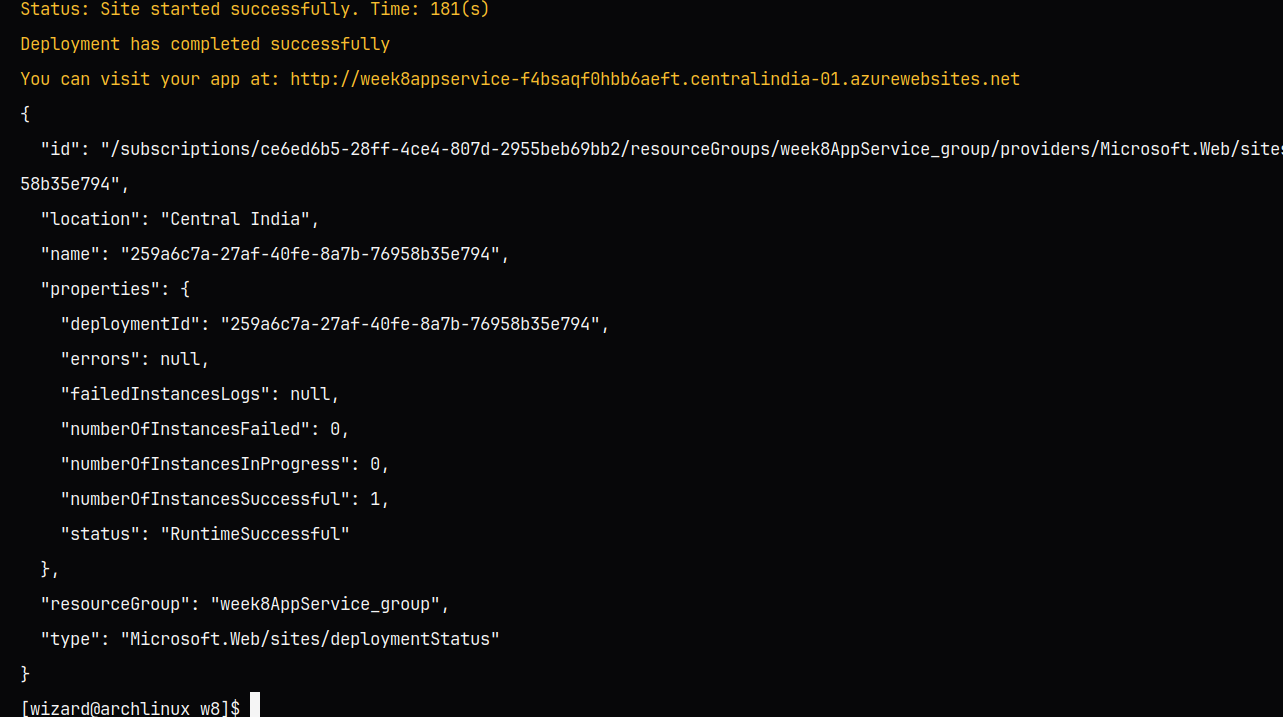 Status: Site started successfully. Time: 181(s)
Deployment has completed successfully
You can visit your app at: http://week8appservice-f4bsaqf0hbb6aeft.centralindia-01.azurewebsites.net
{
"id": "/subscriptions/ce6ed6b5-28ff-4ce4-807d-2955beb69bb2/resourceGroups/week8AppService_group/providers/Microsoft.Web/sites
58b35e794",
"location": "Central India",
"name": "259a6c7a-27af-40fe-8a7b-76958b35e794",
"properties": {
"deploymentId": "259a6c7a-27af-40fe-8a7b-76958b35e794",
"errors": null,
"failedInstancesLogs": null,
"numberOfInstancesFailed": 0,
"numberOfInstancesInProgress": 0,
"numberOfInstancesSuccessful": 1,
"status": "RuntimeSuccessful"
},
"resourceGroup": "week8AppService_group",
"type": "Microsoft.Web/sites/deploymentStatus"
}
[wizard@archlinux w8]$